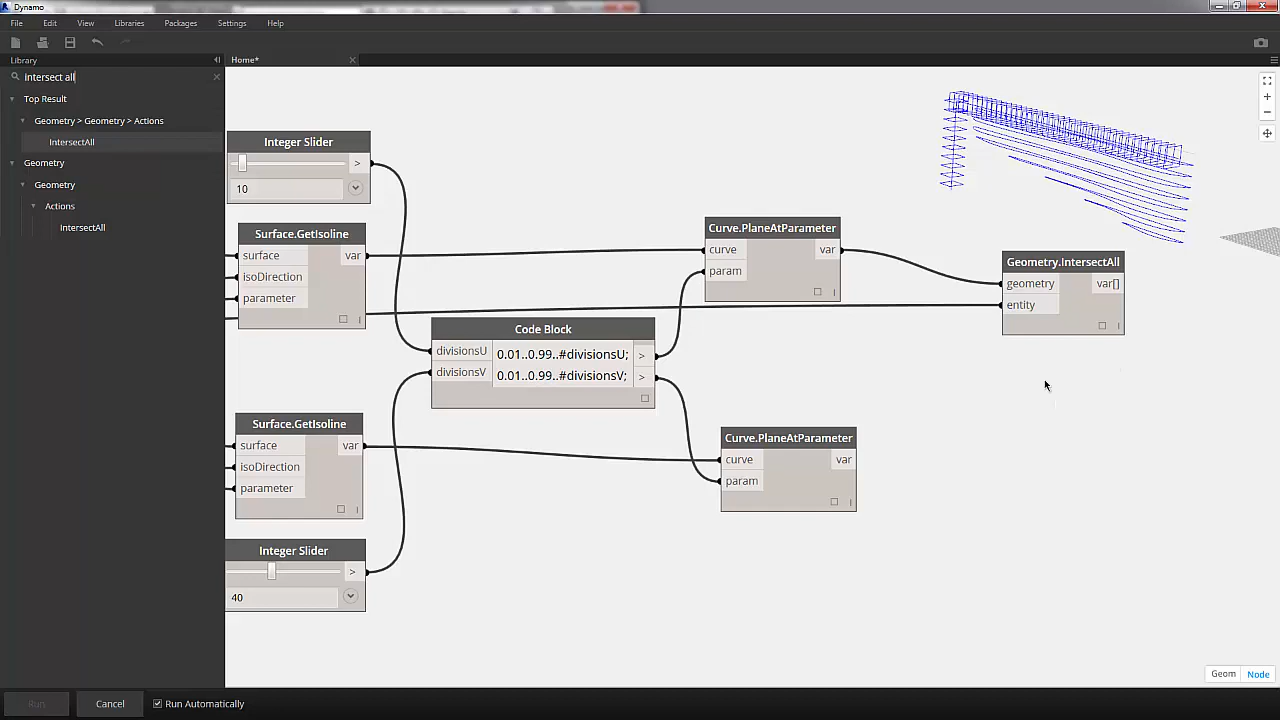 Dynamo
File Edit View Libraries Packages Settings Help
Library
Home*
intersect all
Top Result
Geometry > Geometry > Actions
IntersectAll
Geometry
Geometry
Actions
IntersectAll
Integer Slider
>
10
Surface.GetIsoline
surface var
isoDirection
parameter
Curve.PlaneAtParameter
curve var
param
Geometry.IntersectAll
geometry var[]
entity
Code Block
divisionsU 0.01..0.99..#divisionsU; >
divisionsV 0.01..0.99..#divisionsV; >
Surface.GetIsoline
surface var
isoDirection
parameter
Curve.PlaneAtParameter
curve var
param
Integer Slider
>
40
Geom Node
Run Cancel Run Automatically